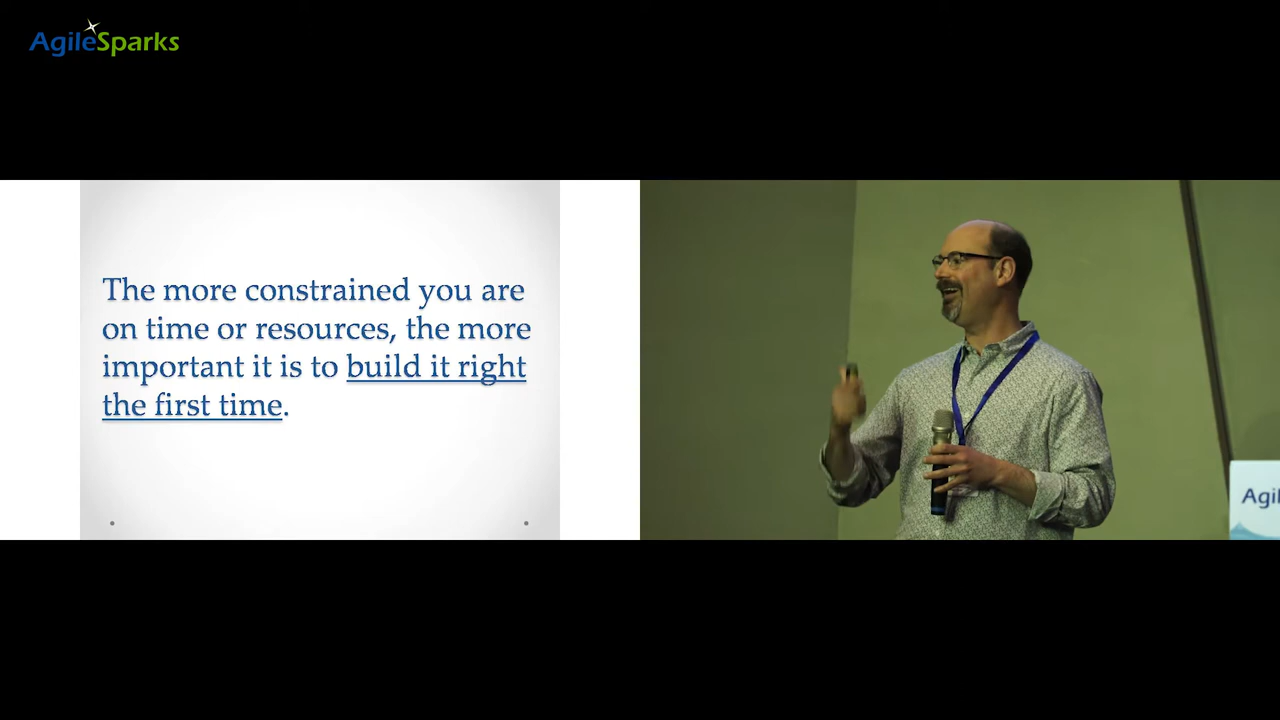 AgileSparks
The more constrained you are
on time or resources, the more
important it is to build it right
the first time.
Agil